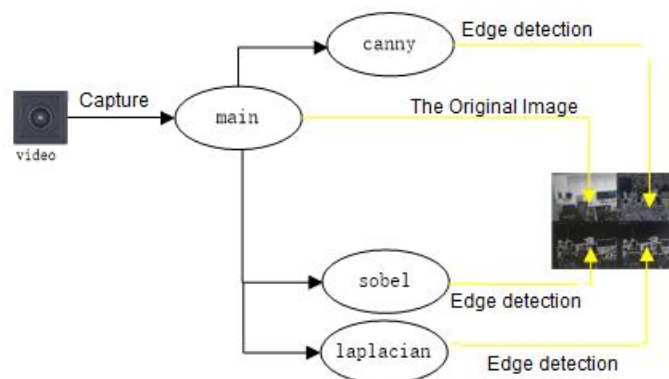 Edge detection
canny
Capture
The Original Image
main
video
sobel
Edge detection
laplacian
Edge detection